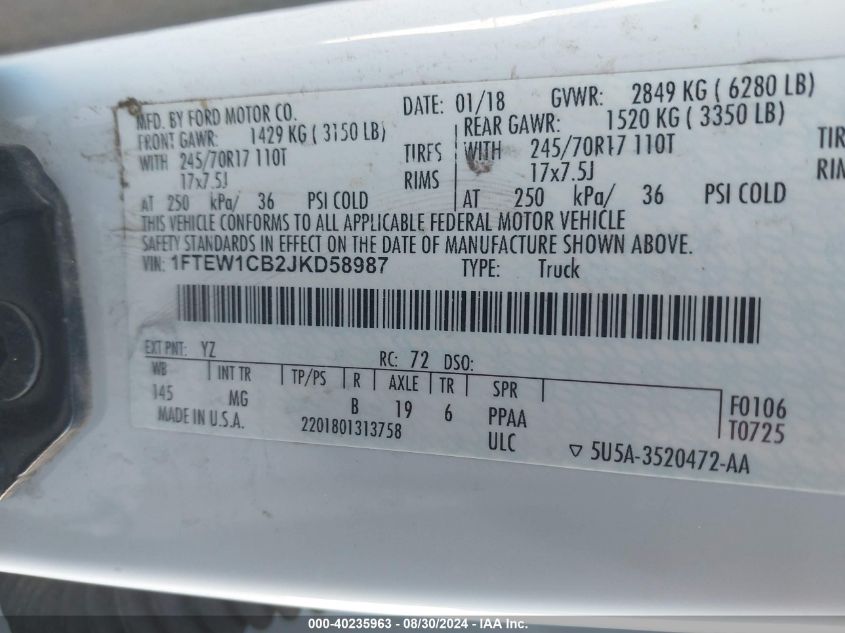 MFD. BY FORD MOTOR CO. DATE: 01/18 GVWR: 2849 KG ( 6280 LB)
FRONT GAWR: 1429 KG ( 3150 LB) REAR GAWR: 1520 KG ( 3350 LB)
WITH 245/70R17 110T TIRES WITH 245/70R17 110T TIR
17x7.5J RIMS 17x7.5J RIM
AT 250 kPa/ 36 PSI COLD AT 250 kPa/ 36 PSI COLD
THIS VEHICLE CONFORMS TO ALL APPLICABLE FEDERAL MOTOR VEHICLE
SAFETY STANDARDS IN EFFECT ON THE DATE OF MANUFACTURE SHOWN ABOVE.
VIN: 1FTEW1CB2JKD58987 TYPE: Truck
EXT PNT: YZ RC: 72 DSO:
WB INT TR TP/PS R AXLE TR SPR
145 MG B 19 6 PPAA F0106
MADE IN U.S.A. 2201801313758 ULC T0725
▽ 5U5A-3520472-AA
000-40235963 - 08/30/2024 - IAA Inc.